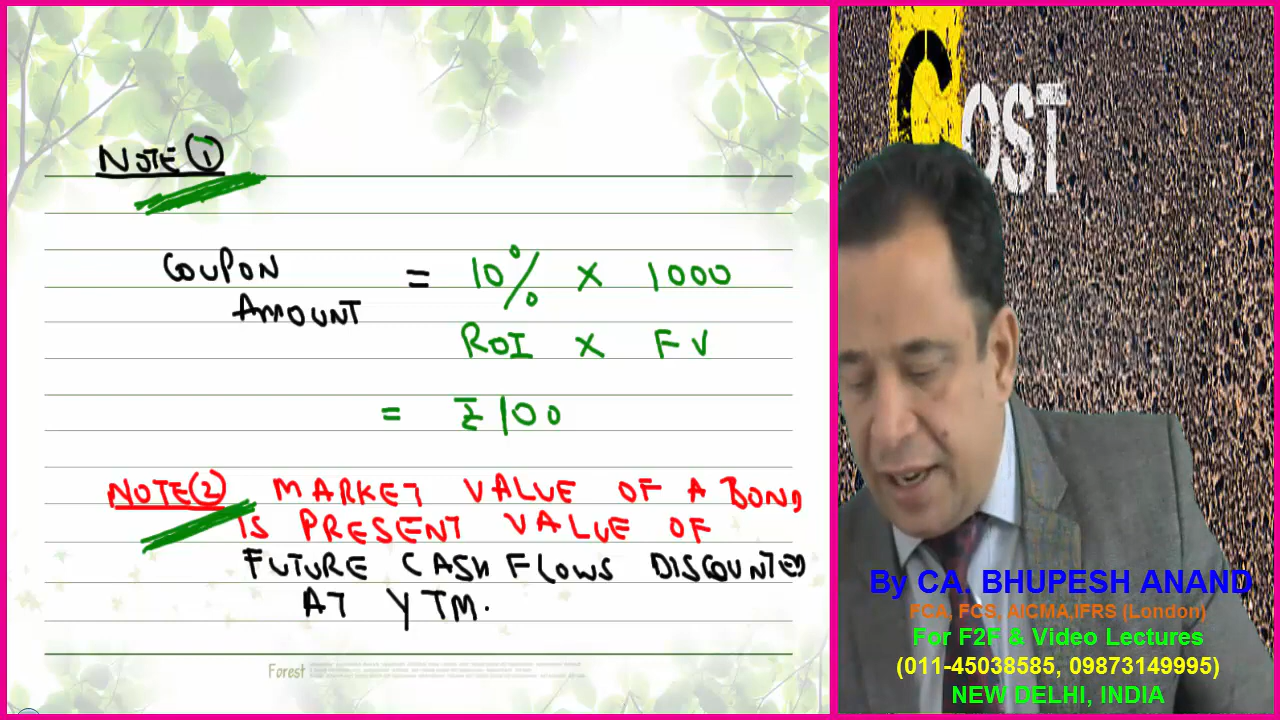 NOTE ①
COUPON AMOUNT = 10% X 1000
ROI X FV
= ₹100
NOTE(2) MARKET VALUE OF A BOND
IS PRESENT VALUE OF
FUTURE CASH FLOWS DISCOUNTED
AT YTM.
Forest
COST
By CA. BHUPESH ANAND
FCA, FCS, AICMA,IFRS (London)
For F2F & Video Lectures
(011-45038585, 09873149995)
NEW DELHI, INDIA